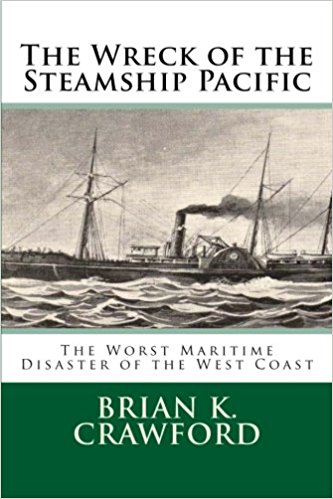 The Wreck of the
Steamship Pacific
The Worst Maritime
Disaster of the West Coast
BRIAN K.
CRAWFORD